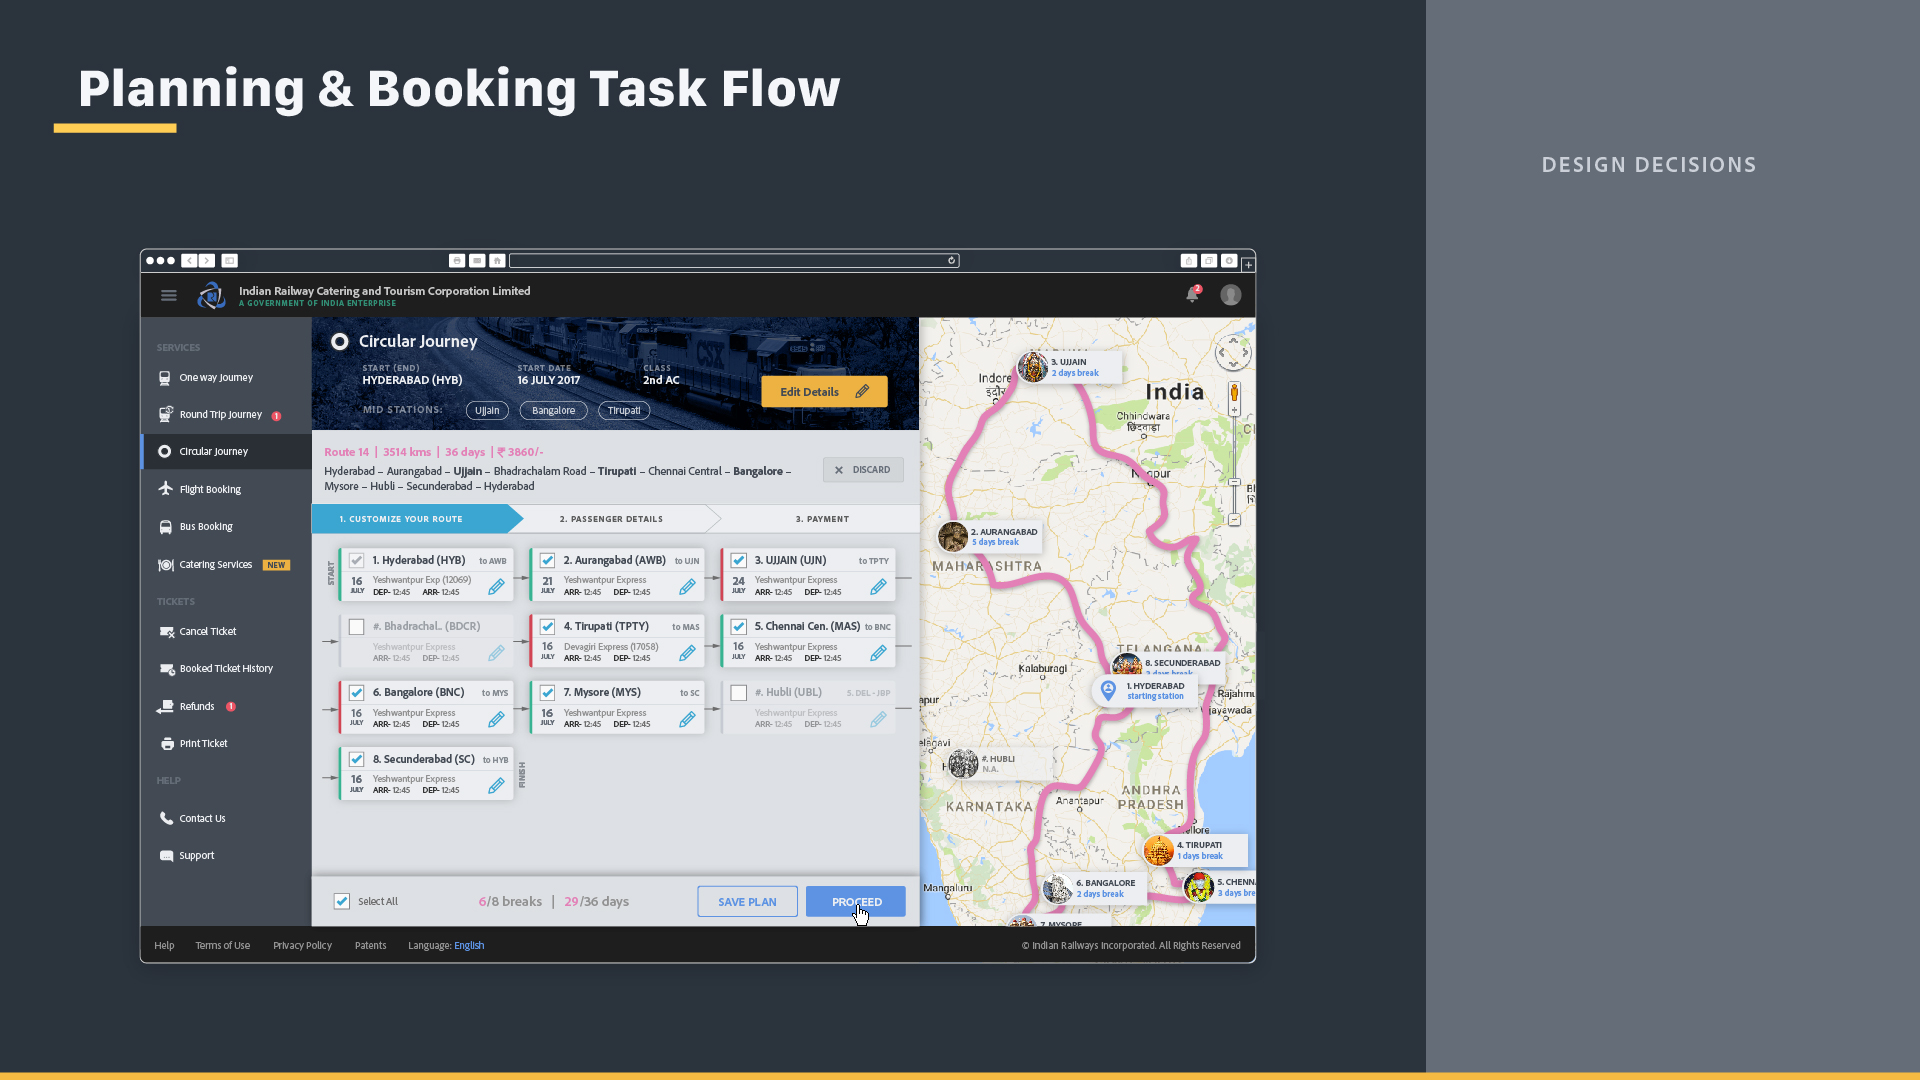 Planning & Booking Task Flow
DESIGN DECISIONS
Indian Railway Catering and Tourism Corporation Limited
A GOVERNMENT OF INDIA ENTERPRISE
2
SERVICES
One way Journey
Round Trip Journey 1
Circular Journey
Flight Booking
Bus Booking
Catering Services NEW
TICKETS
Cancel Ticket
Booked Ticket History
Refunds 1
Print Ticket
HELP
Contact Us
Support
Circular Journey
START (END) START DATE CLASS
HYDERABAD (HYB) 16 JULY 2017 2nd AC
MID STATIONS: Ujjain Bangalore Tirupati
Edit Details
Route 14 | 3514 kms | 36 days | ₹ 3860/-
Hyderabad – Aurangabad – Ujjain – Bhadrachalam Road – Tirupati – Chennai Central – Bangalore –
Mysore – Hubli – Secunderabad – Hyderabad
✕ DISCARD
1. CUSTOMIZE YOUR ROUTE 2. PASSENGER DETAILS 3. PAYMENT
START
1. Hyderabad (HYB) to AWB
16 JULY Yeshwantpur Exp (12069)
DEP- 12:45 ARR- 12:45
2. Aurangabad (AWB) to UJN
21 JULY Yeshwantpur Express
ARR- 12:45 DEP- 12:45
3. UJJAIN (UJN) to TPTY
24 JULY Yeshwantpur Express
ARR- 12:45 DEP- 12:45
#. Bhadrachal.. (BDCR)
Yeshwantpur Express
ARR- 12:45 DEP- 12:45
4. Tirupati (TPTY) to MAS
16 JULY Devagiri Express (17058)
ARR- 12:45 DEP- 12:45
5. Chennai Cen. (MAS) to BNC
16 JULY Yeshwantpur Express
ARR- 12:45 DEP- 12:45
6. Bangalore (BNC) to MYS
16 JULY Yeshwantpur Express
ARR- 12:45 DEP- 12:45
7. Mysore (MYS) to SC
16 JULY Yeshwantpur Express
ARR- 12:45 DEP- 12:45
#. Hubli (UBL) 5. DEL - JBP
Yeshwantpur Express
ARR- 12:45 DEP- 12:45
8. Secunderabad (SC) to HYB
16 JULY Yeshwantpur Express
ARR- 12:45 DEP- 12:45
FINISH
Select All
6/8 breaks | 29/36 days
SAVE PLAN
PROCEED
3. UJJAIN
2 days break
Indore
इंदौर
India
Chhindwara
छिंदवाड़ा
Nagpur
2. AURANGABAD
5 days break
MAHARASHTRA
TELANGANA
Kalaburagi
8. SECUNDERABAD
1. HYDERABAD
starting station
Rajahmu
ijayawada
apur
elagavi
#. HUBLI
N.A.
KARNATAKA
Anantapur
ANDHRA
PRADESH
ellore
4. TIRUPATI
1 days break
Mangaluru
6. BANGALORE
2 days break
5. CHENN
3 days bre
7. MYSORE
Help Terms of Use Privacy Policy Patents Language: English
© Indian Railways Incorporated. All Rights Reserved